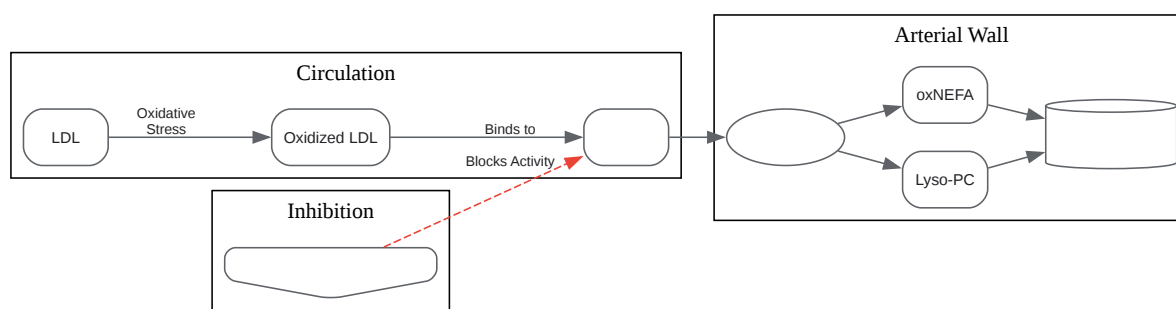 Arterial Wall
Circulation
oxNEFA
Oxidative
Stress
LDL
Oxidized LDL
Binds to
Blocks Activity
Lyso-PC
Inhibition